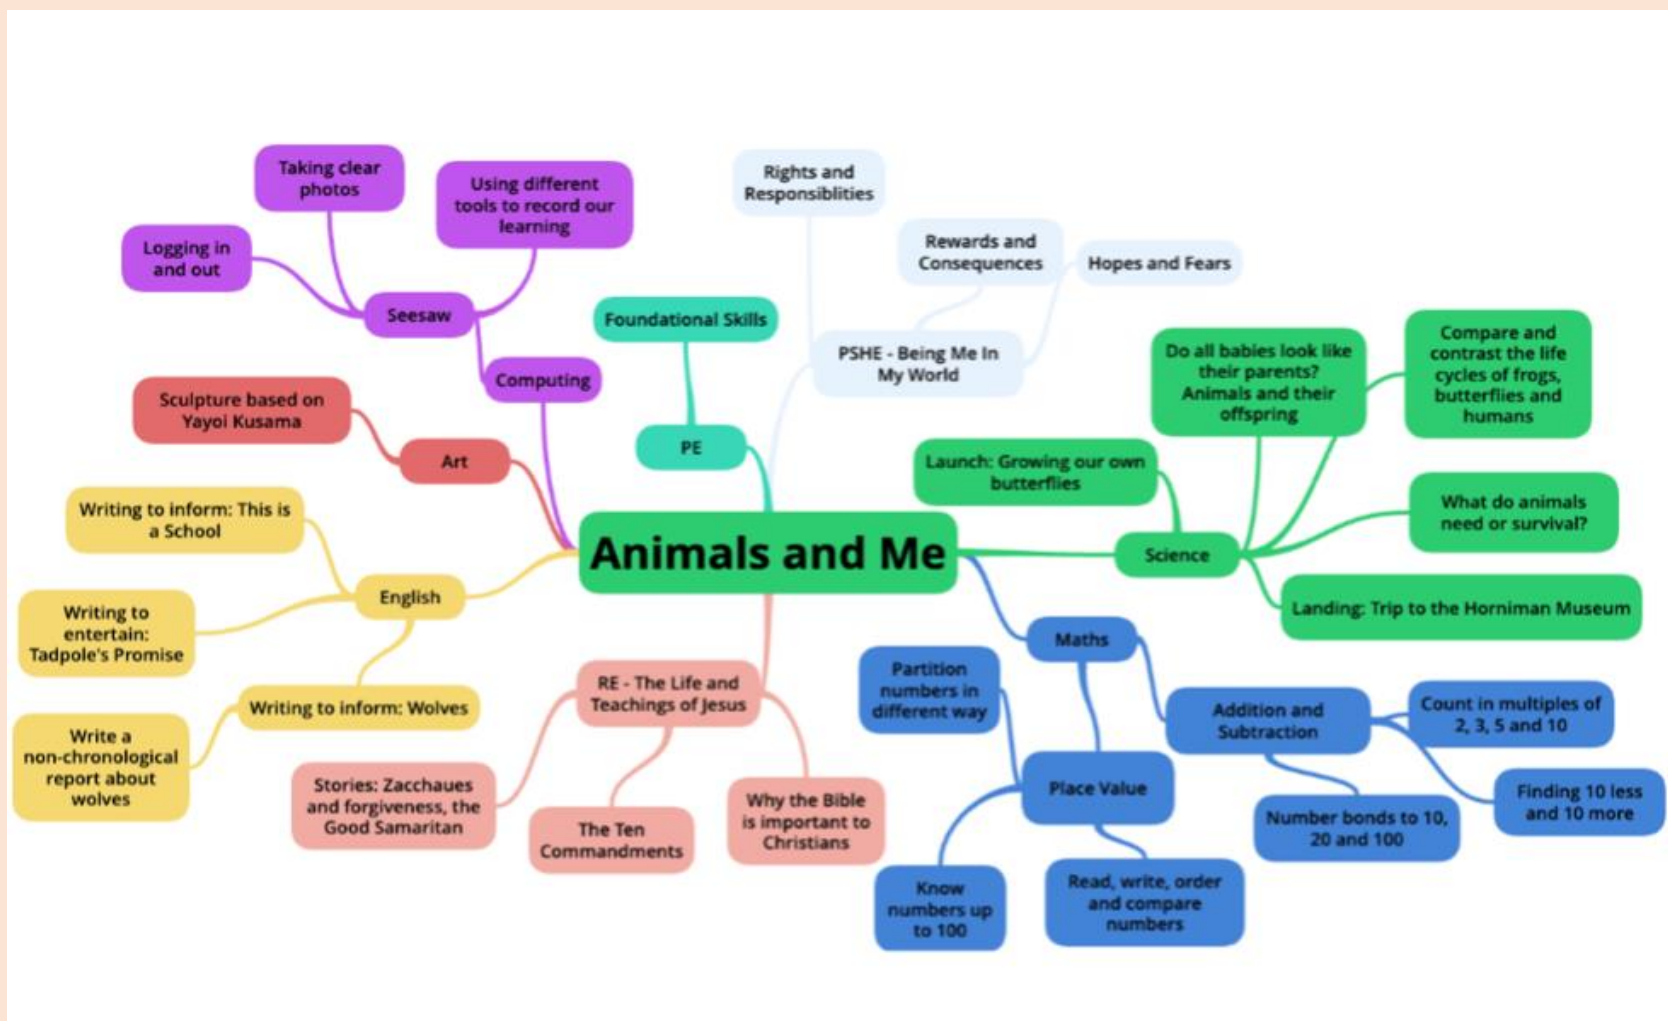 Taking clear
photos
Using different
tools to record our
learning
Logging in
and out
Seesaw
Computing
Sculpture based on
Yayoi Kusama
Art
Foundational Skills
PE
Rights and
Responsiblities
Rewards and
Consequences
Hopes and Fears
PSHE - Being Me In
My World
Animals and Me
Science
Launch: Growing our own
butterflies
Do all babies look like
their parents?
Animals and their
offspring
Compare and
contrast the life
cycles of frogs,
butterflies and
humans
What do animals
need or survival?
Landing: Trip to the Horniman Museum
English
Writing to inform: This is
a School
Writing to
entertain:
Tadpole's Promise
Writing to inform: Wolves
Write a
non-chronological
report about
wolves
RE - The Life and
Teachings of Jesus
Stories: Zacchaues
and forgiveness, the
Good Samaritan
The Ten
Commandments
Why the Bible
is important to
Christians
Maths
Partition
numbers in
different way
Place Value
Know
numbers up
to 100
Read, write, order
and compare
numbers
Addition and
Subtraction
Count in multiples of
2, 3, 5 and 10
Number bonds to 10,
20 and 100
Finding 10 less
and 10 more